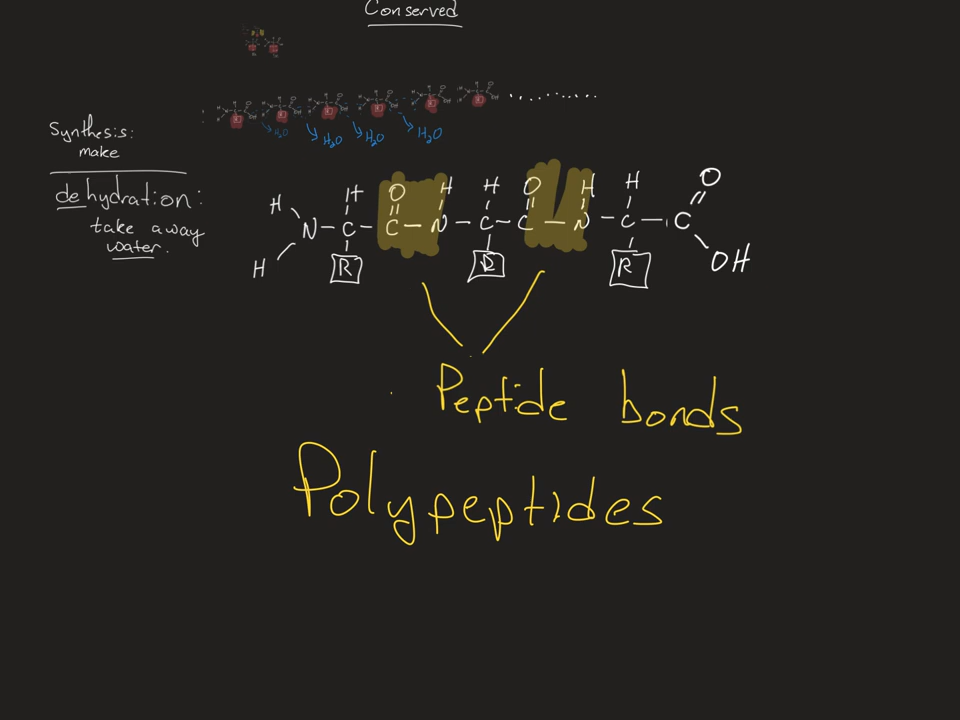 Conserved
Synthesis:
make
H2O H2O H2O H2O
dehydration:
take away
water.
H H O H H O H H O
N - C - C - N - C - C - N - C - C
H R R R OH
Peptide bonds
Polypeptides